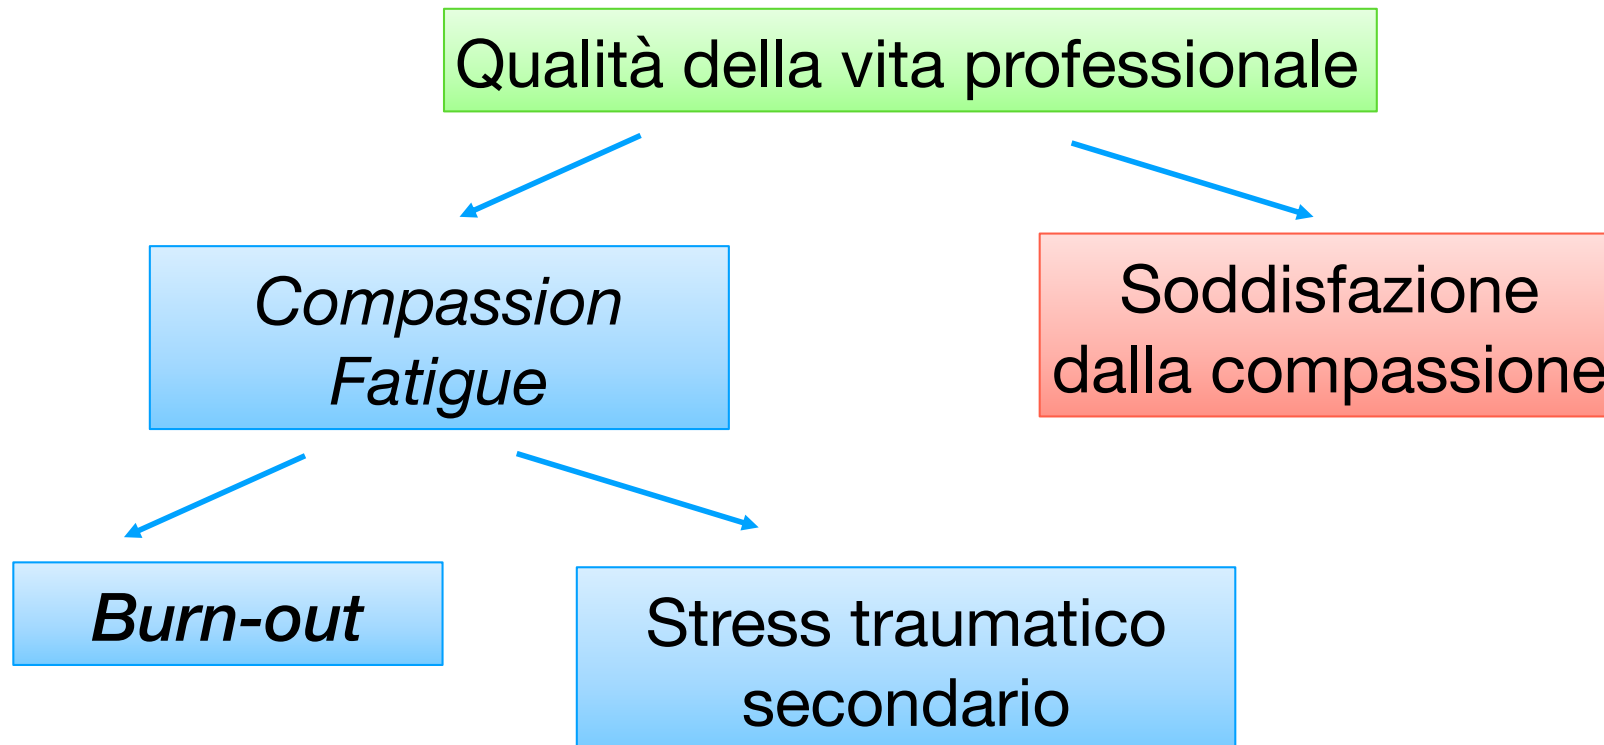 Qualità della vita professionale
Compassion
Fatigue
Soddisfazione
dalla compassione
Burn-out
Stress traumatico
secondario